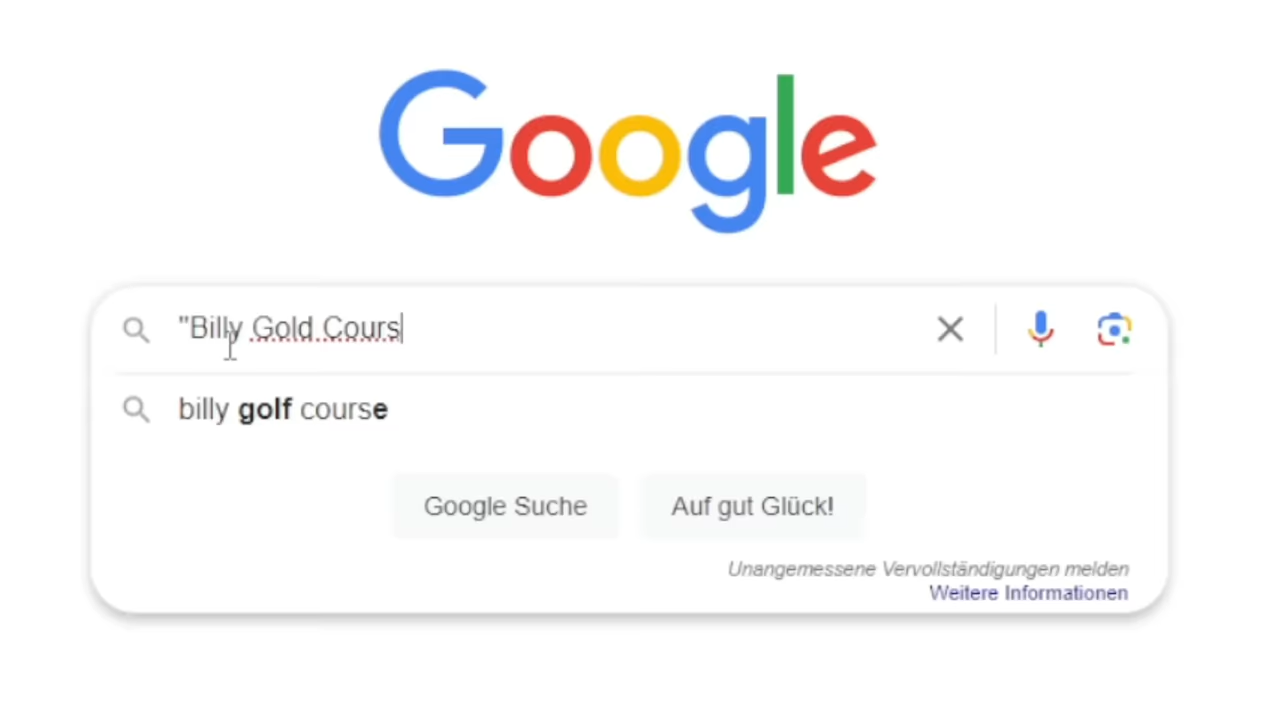 Google
"Billy Gold Cours
billy golf course
Google Suche
Auf gut Glück!
Unangemessene Vervollständigungen melden
Weitere Informationen